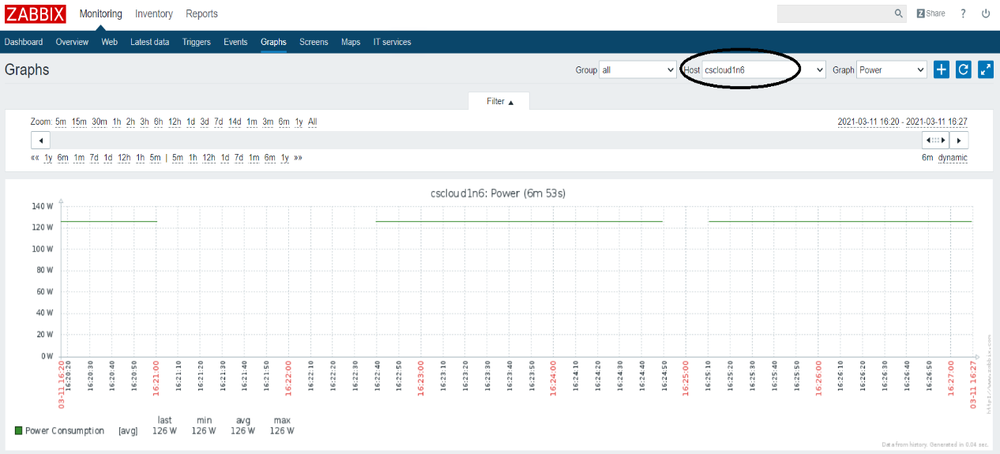 ZABBIX Monitoring Inventory Reports Share ?
Dashboard Overview Web Latest data Triggers Events Graphs Screens Maps IT services
Graphs Group all Host cscloud1n6 Graph Power
Filter ▲
Zoom: 5m 15m 30m 1h 2h 3h 6h 12h 1d 3d 7d 14d 1m 3m 6m 1y All 2021-03-11 16:20 - 2021-03-11 16:27
«« 1y 6m 1m 7d 1d 12h 1h 5m | 5m 1h 12h 1d 7d 1m 6m 1y »» 6m dynamic
cscloud1n6: Power (6m 53s)
140 W
120 W
100 W
80 W
60 W
40 W
20 W
0 W
03-11 16:20 16:20:20 16:20:30 16:20:40 16:20:50 16:21:00 16:21:10 16:21:20 16:21:30 16:21:40 16:21:50 16:22:00 16:22:10 16:22:20 16:22:30 16:22:40 16:22:50 16:23:00 16:23:10 16:23:20 16:23:30 16:23:40 16:23:50 16:24:00 16:24:10 16:24:20 16:24:30 16:24:40 16:24:50 16:25:00 16:25:10 16:25:20 16:25:30 16:25:40 16:25:50 16:26:00 16:26:10 16:26:20 16:26:30 16:26:40 16:26:50 16:27:00 03-11 16:27
http://www.zabbix.com
last min avg max
Power Consumption [avg] 126 W 126 W 126 W 126 W
Data from history. Generated in 0.04 sec.